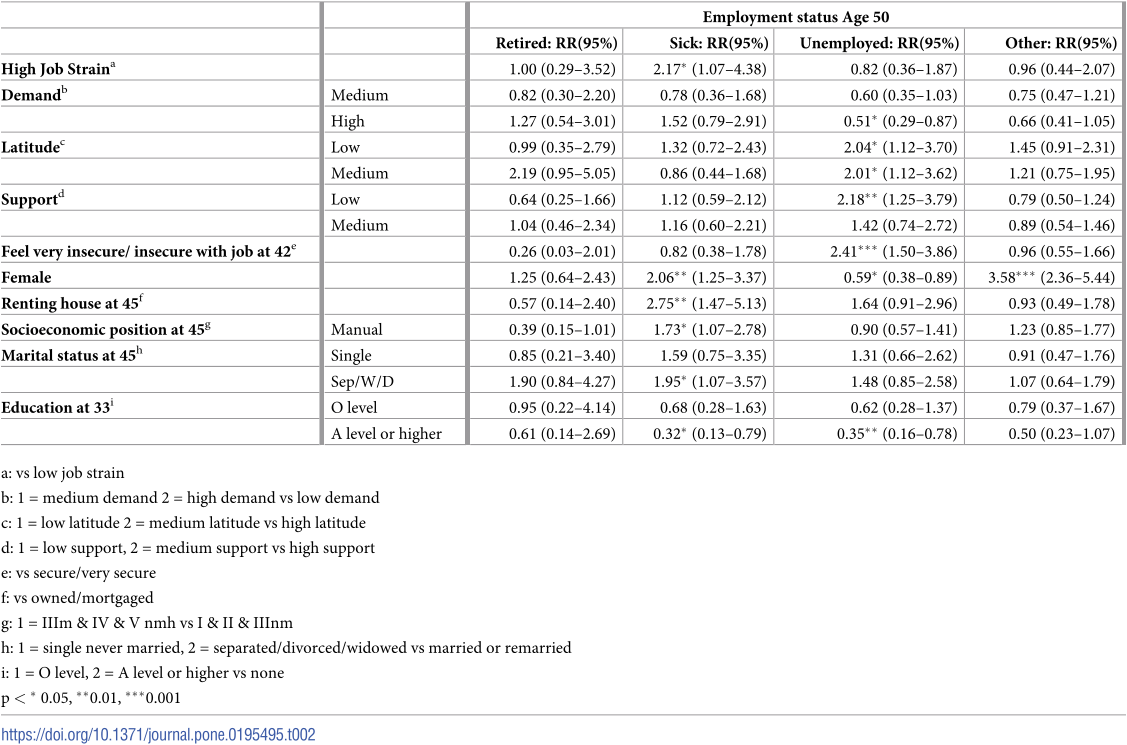 Employment status Age 50
Retired: RR(95%) Sick: RR(95%) Unemployed: RR(95%) Other: RR(95%)
High Job Strainᵃ 1.00 (0.29–3.52) 2.17* (1.07–4.38) 0.82 (0.36–1.87) 0.96 (0.44–2.07)
Demandᵇ Medium 0.82 (0.30–2.20) 0.78 (0.36–1.68) 0.60 (0.35–1.03) 0.75 (0.47–1.21)
High 1.27 (0.54–3.01) 1.52 (0.79–2.91) 0.51* (0.29–0.87) 0.66 (0.41–1.05)
Latitudeᶜ Low 0.99 (0.35–2.79) 1.32 (0.72–2.43) 2.04* (1.12–3.70) 1.45 (0.91–2.31)
Medium 2.19 (0.95–5.05) 0.86 (0.44–1.68) 2.01* (1.12–3.62) 1.21 (0.75–1.95)
Supportᵈ Low 0.64 (0.25–1.66) 1.12 (0.59–2.12) 2.18** (1.25–3.79) 0.79 (0.50–1.24)
Medium 1.04 (0.46–2.34) 1.16 (0.60–2.21) 1.42 (0.74–2.72) 0.89 (0.54–1.46)
Feel very insecure/ insecure with job at 42ᵉ 0.26 (0.03–2.01) 0.82 (0.38–1.78) 2.41*** (1.50–3.86) 0.96 (0.55–1.66)
Female 1.25 (0.64–2.43) 2.06** (1.25–3.37) 0.59* (0.38–0.89) 3.58*** (2.36–5.44)
Renting house at 45ᶠ 0.57 (0.14–2.40) 2.75** (1.47–5.13) 1.64 (0.91–2.96) 0.93 (0.49–1.78)
Socioeconomic position at 45ᵍ Manual 0.39 (0.15–1.01) 1.73* (1.07–2.78) 0.90 (0.57–1.41) 1.23 (0.85–1.77)
Marital status at 45ʰ Single 0.85 (0.21–3.40) 1.59 (0.75–3.35) 1.31 (0.66–2.62) 0.91 (0.47–1.76)
Sep/W/D 1.90 (0.84–4.27) 1.95* (1.07–3.57) 1.48 (0.85–2.58) 1.07 (0.64–1.79)
Education at 33ⁱ O level 0.95 (0.22–4.14) 0.68 (0.28–1.63) 0.62 (0.28–1.37) 0.79 (0.37–1.67)
A level or higher 0.61 (0.14–2.69) 0.32* (0.13–0.79) 0.35** (0.16–0.78) 0.50 (0.23–1.07)
a: vs low job strain
b: 1 = medium demand 2 = high demand vs low demand
c: 1 = low latitude 2 = medium latitude vs high latitude
d: 1 = low support, 2 = medium support vs high support
e: vs secure/very secure
f: vs owned/mortgaged
g: 1 = IIIm & IV & V nmh vs I & II & IIInm
h: 1 = single never married, 2 = separated/divorced/widowed vs married or remarried
i: 1 = O level, 2 = A level or higher vs none
p < * 0.05, **0.01, ***0.001
https://doi.org/10.1371/journal.pone.0195495.t002